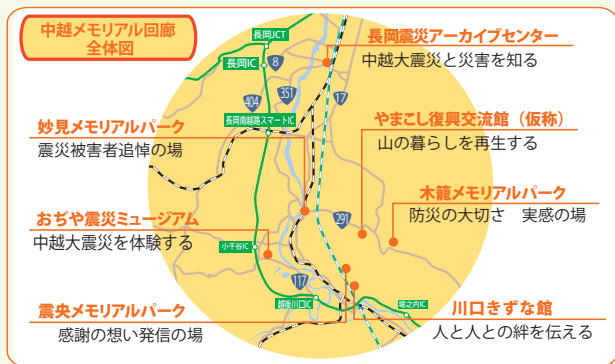 中越メモリアル回廊
全体図
長岡JCT
長岡IC
8
351
404
17
長岡南越路スマートIC
長岡震災アーカイブセンター
中越大震災と災害を知る
妙見メモリアルパーク
震災被害者追悼の場
やまこし復興交流館（仮称）
山の暮らしを再生する
木籠メモリアルパーク
防災の大切さ　実感の場
おぢや震災ミュージアム
中越大震災を体験する
291
小千谷IC
117
越後川口IC
堀之内IC
震央メモリアルパーク
感謝の想い発信の場
川口きずな館
人と人との絆を伝える